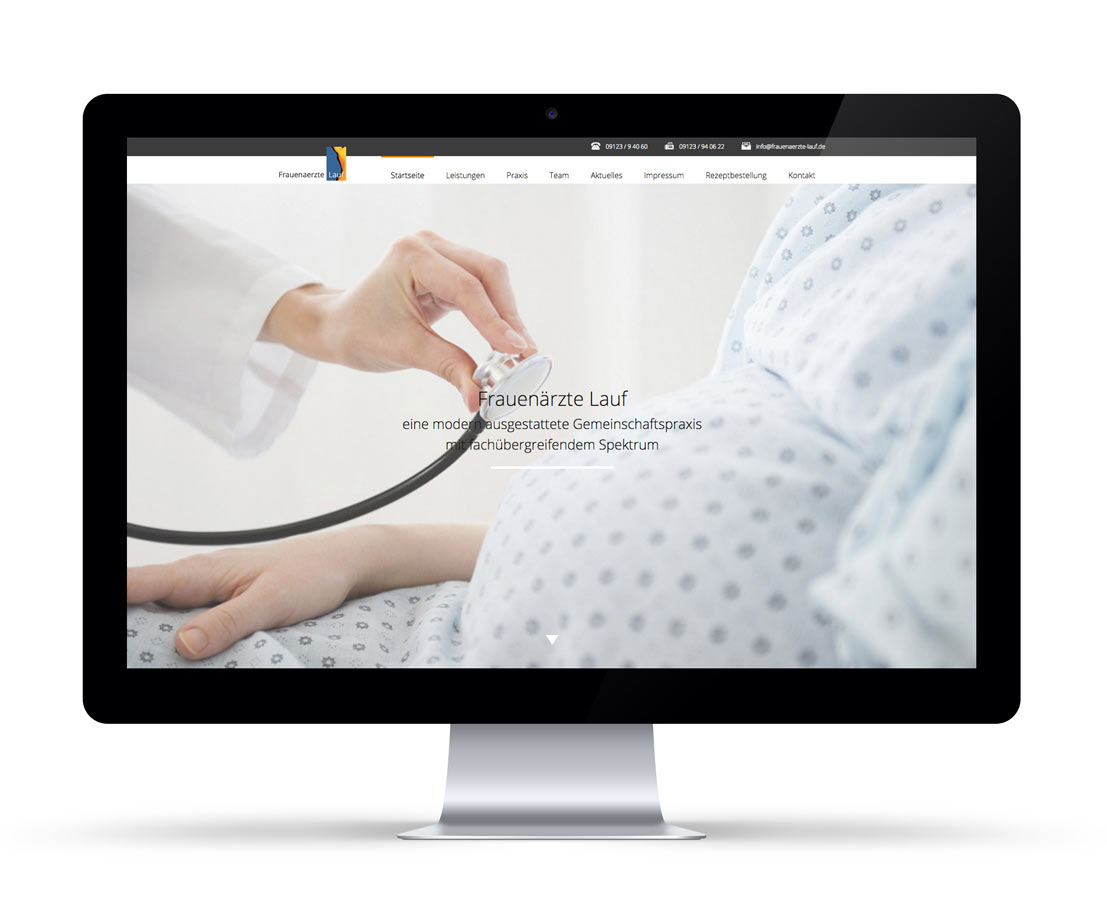 09123 / 9 40 60 09123 / 94 06 22 info@frauenaerzte-lauf.de
Frauenaerzte Lauf Startseite Leistungen Praxis Team Aktuelles Impressum Rezeptbestellung Kontakt
Frauenärzte Lauf
eine modern ausgestattete Gemeinschaftspraxis
mit fachübergreifendem Spektrum